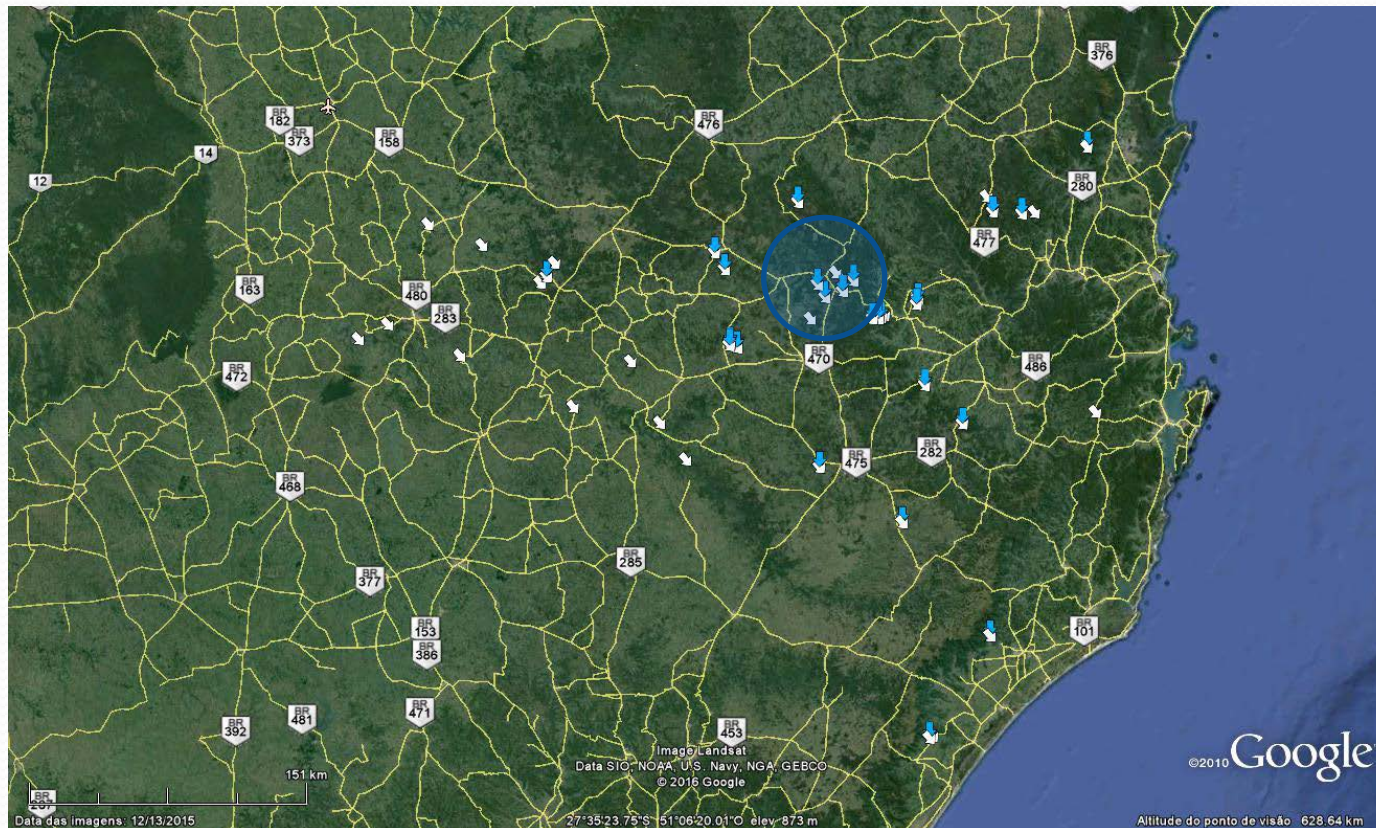 BR
376
BR
182
BR
373
BR
158
BR
476
14
12
BR
280
BR
477
BR
163
BR
480
BR
283
BR
472
BR
470
BR
486
BR
468
BR
475
BR
282
BR
285
BR
377
BR
153
BR
386
BR
101
BR
471
BR
481
BR
392
BR
453
Image Landsat
Data SIO, NOAA, U.S. Navy, NGA, GEBCO
© 2016 Google
©2010 Google
151 km
Data das imagens: 12/13/2015
27°35'23.75"S 51°06'20.01"O elev 873 m
Altitude do ponto de visão 628.64 km